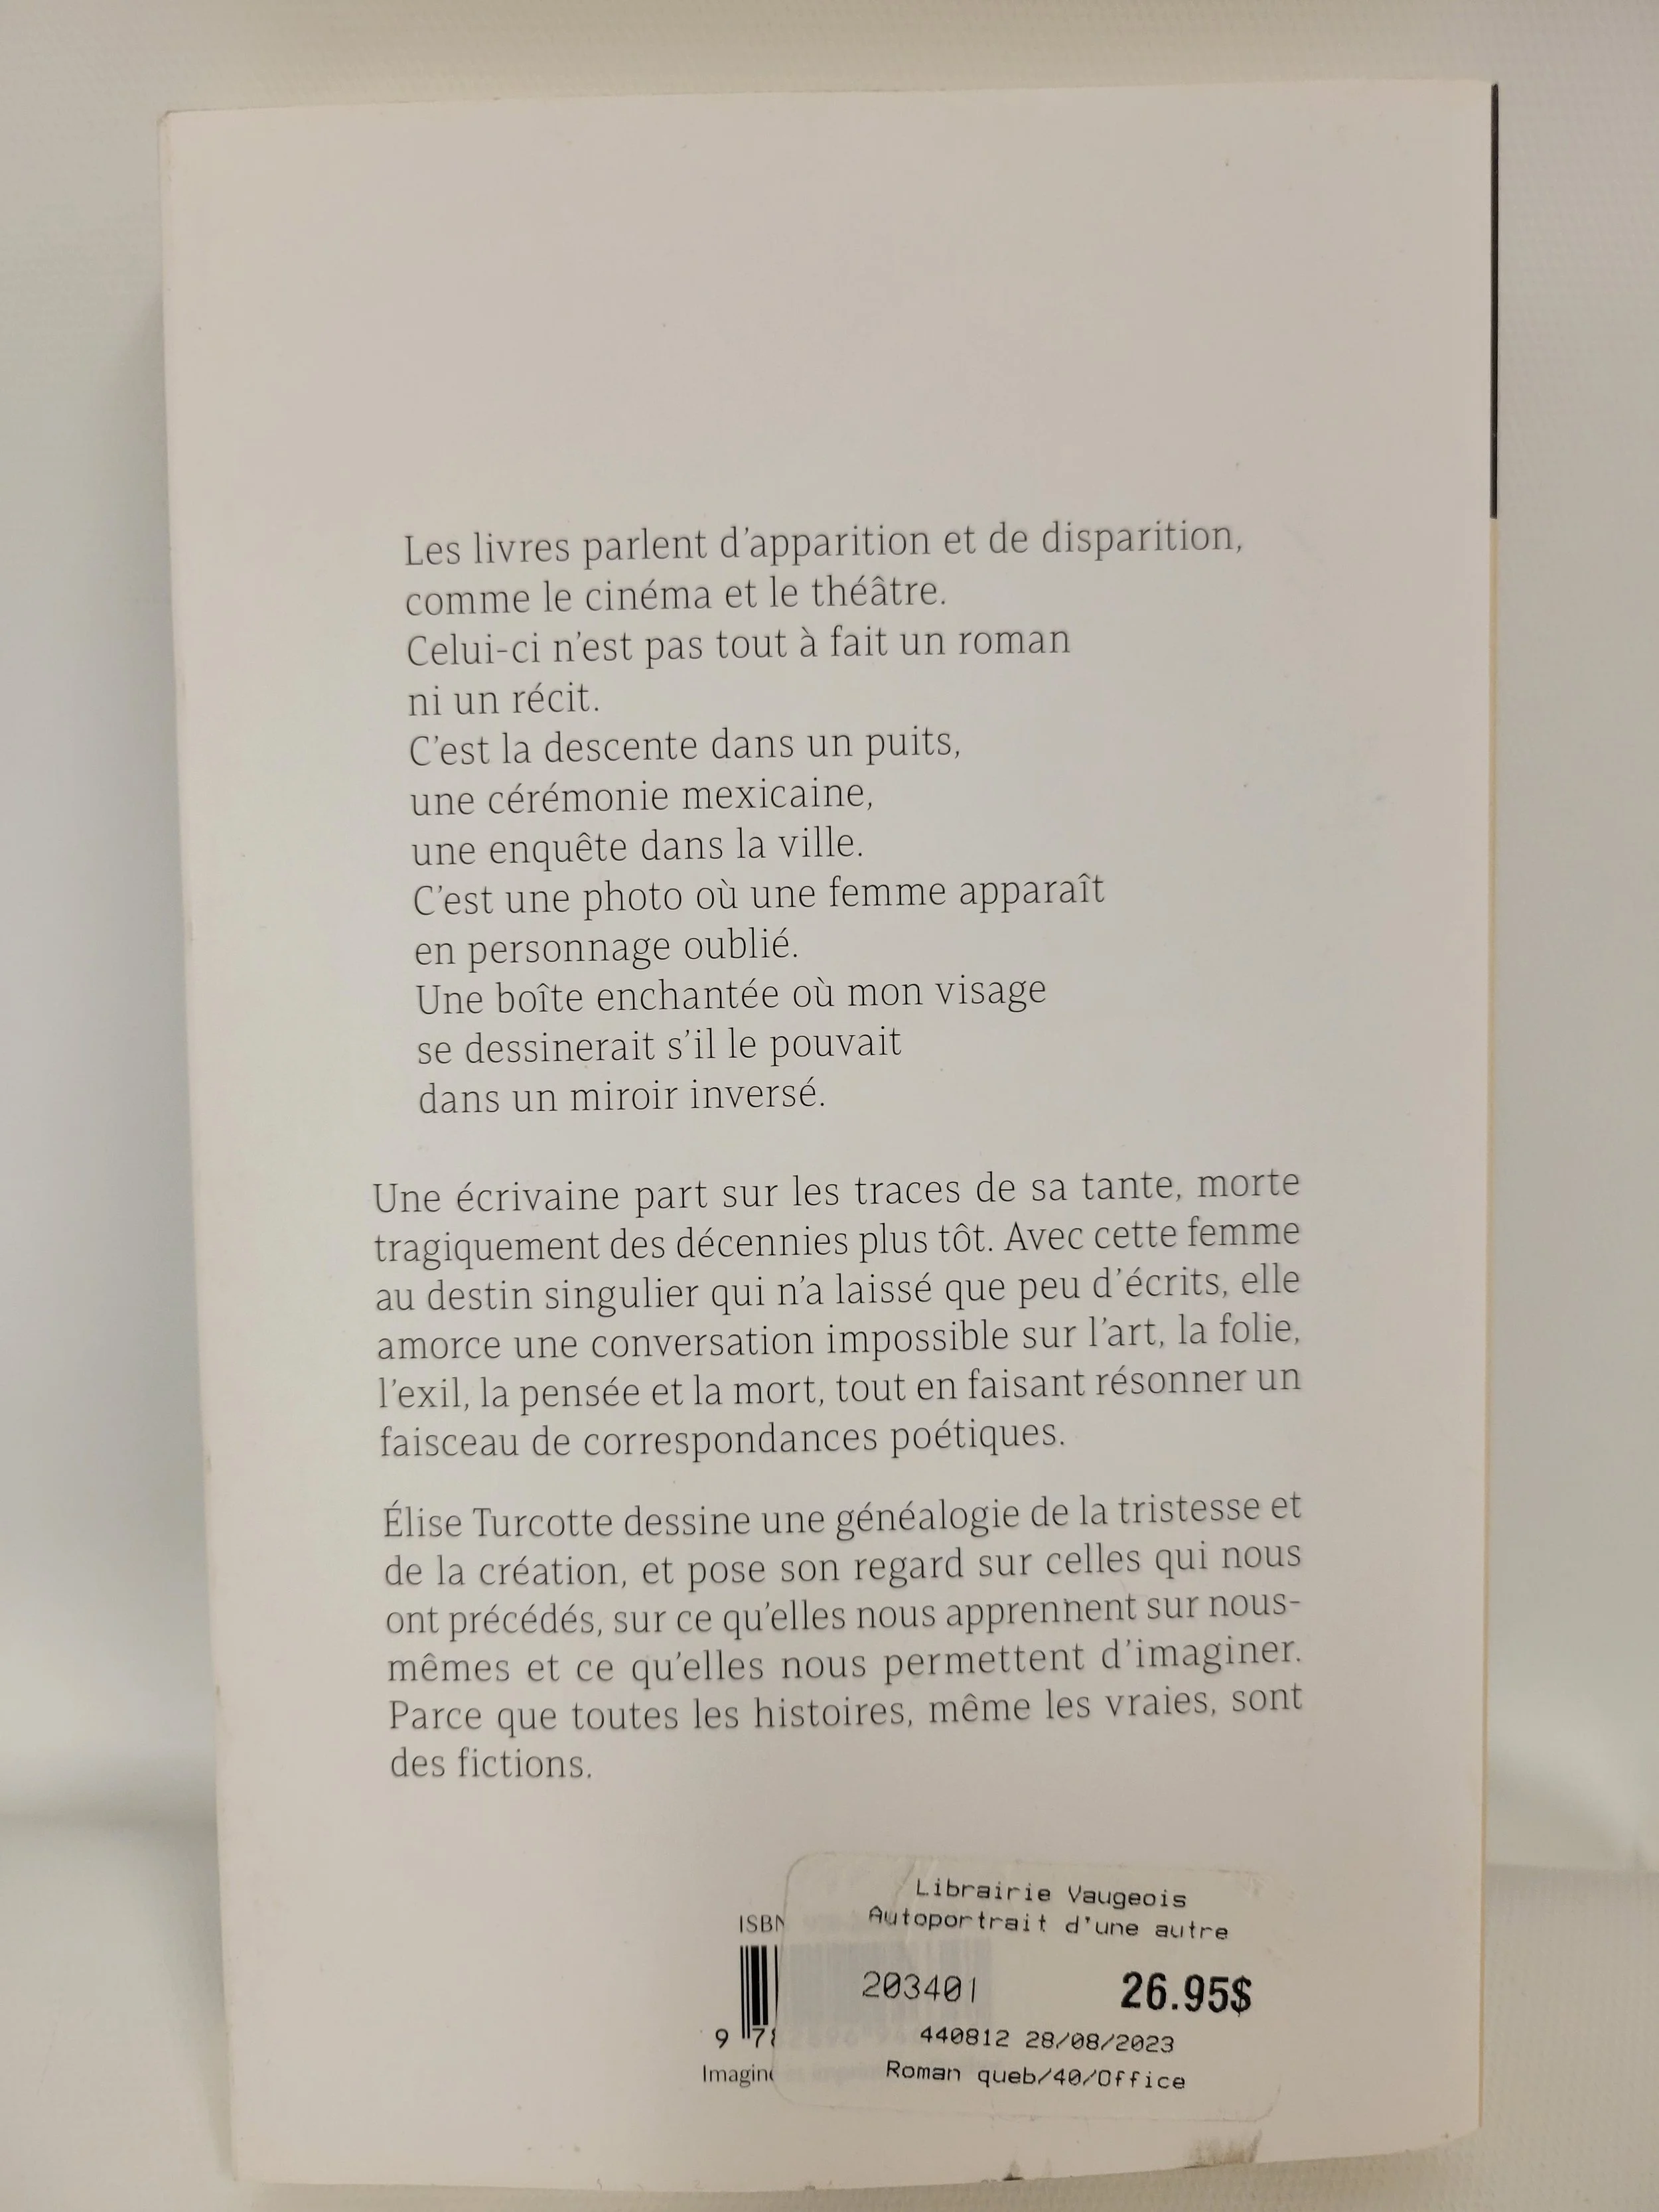 Les livres parlent d'apparition et de disparition,
comme le cinéma et le théâtre.
Celui-ci n'est pas tout à fait un roman
ni un récit.
C'est la descente dans un puits,
une cérémonie mexicaine,
une enquête dans la ville.
C'est une photo où une femme apparaît
en personnage oublié.
Une boîte enchantée où mon visage
se dessinerait s'il le pouvait
dans un miroir inversé.
Une écrivaine part sur les traces de sa tante, morte
tragiquement des décennies plus tôt. Avec cette femme
au destin singulier qui n'a laissé que peu d'écrits, elle
amorce une conversation impossible sur l'art, la folie,
l'exil, la pensée et la mort, tout en faisant résonner un
faisceau de correspondances poétiques.
Élise Turcotte dessine une généalogie de la tristesse et
de la création, et pose son regard sur celles qui nous
ont précédés, sur ce qu'elles nous apprennent sur nous-
mêmes et ce qu'elles nous permettent d'imaginer.
Parce que toutes les histoires, même les vraies, sont
des fictions.
Librairie Vaugeois
ISBN Autoportrait d'une autre
203401 26.95$
9 78 440812 28/08/2023
Roman queb/40/Office